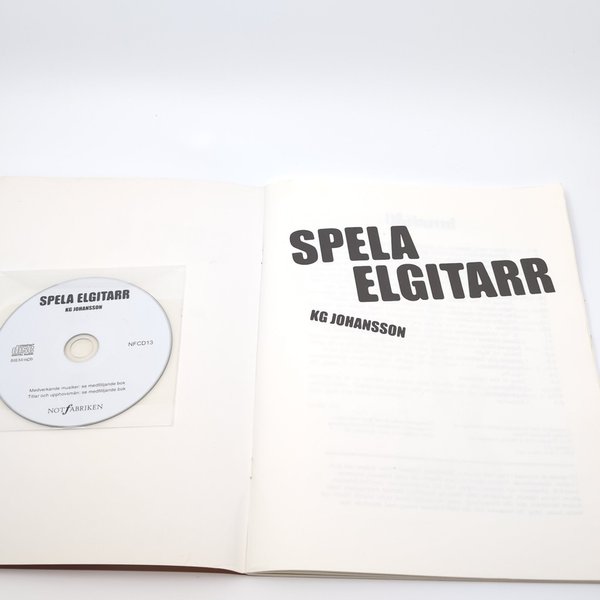 SPELA ELGITARR
KG JOHANSSON
NFCD13
Medverkande musiker: se medföljande bok
Titlar och upphovsmän: se medföljande bok
NOTFABRIKEN
SPELA
ELGITARR
KG JOHANSSON